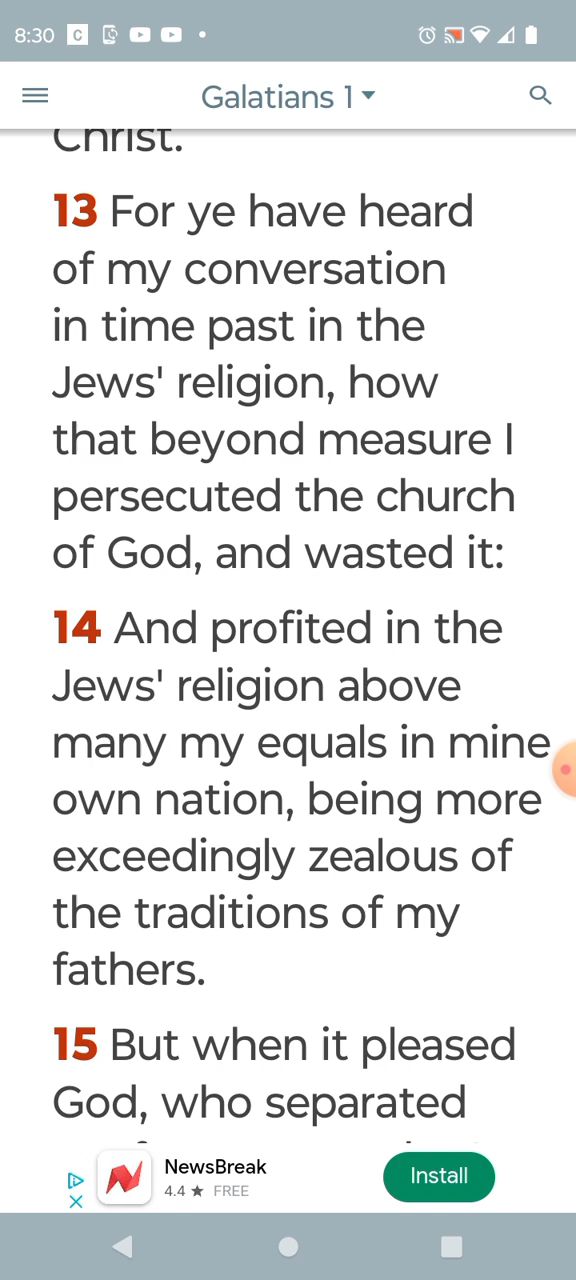 8:30
Galatians 1
Christ.
13 For ye have heard
of my conversation
in time past in the
Jews' religion, how
that beyond measure I
persecuted the church
of God, and wasted it:
14 And profited in the
Jews' religion above
many my equals in mine
own nation, being more
exceedingly zealous of
the traditions of my
fathers.
15 But when it pleased
God, who separated
NewsBreak
4.4 ★ FREE
Install